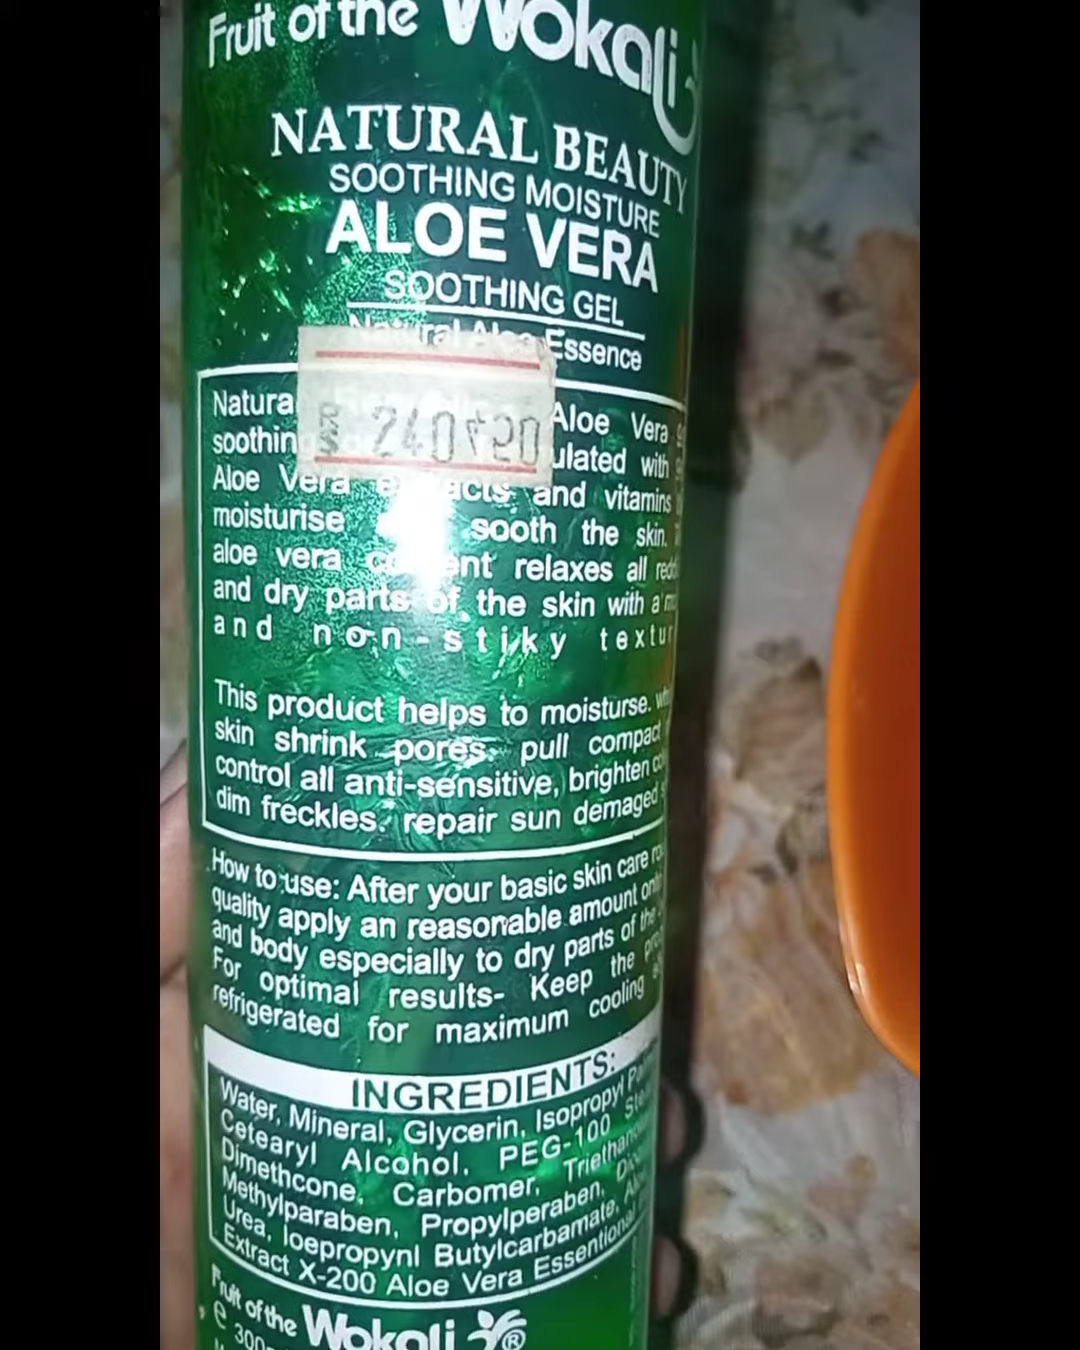 Fruit of the Wokali
NATURAL BEAUTY
SOOTHING MOISTURE
ALOE VERA
SOOTHING GEL
Natural Aloe Essence
240
Aloe Vera
with
Aloe Vera and vitamins
moisturise sooth the skin.
aloe vera relaxes all
and dry parts of the skin with a
and non-stiky
This product helps to moisturse.
skin shrink pores. pull compact
control all anti-sensitive, brighten
dim freckles. repair sun demaged
How to use: After your basic skin care
quality apply an reasonable amount
and body especially to dry parts of the
For optimal results- Keep the
refrigerated for maximum cooling
INGREDIENTS:
Water, Mineral, Glycerin, Isopropyl
Cetearyl Alcohol, PEG-100
Dimethcone, Carbomer,
Methylparaben, Propylperaben,
Urea, Ioepropynl Butylcarbamate,
Extract X-200 Aloe Vera Essentional
Fruit of the Wokali ®
e